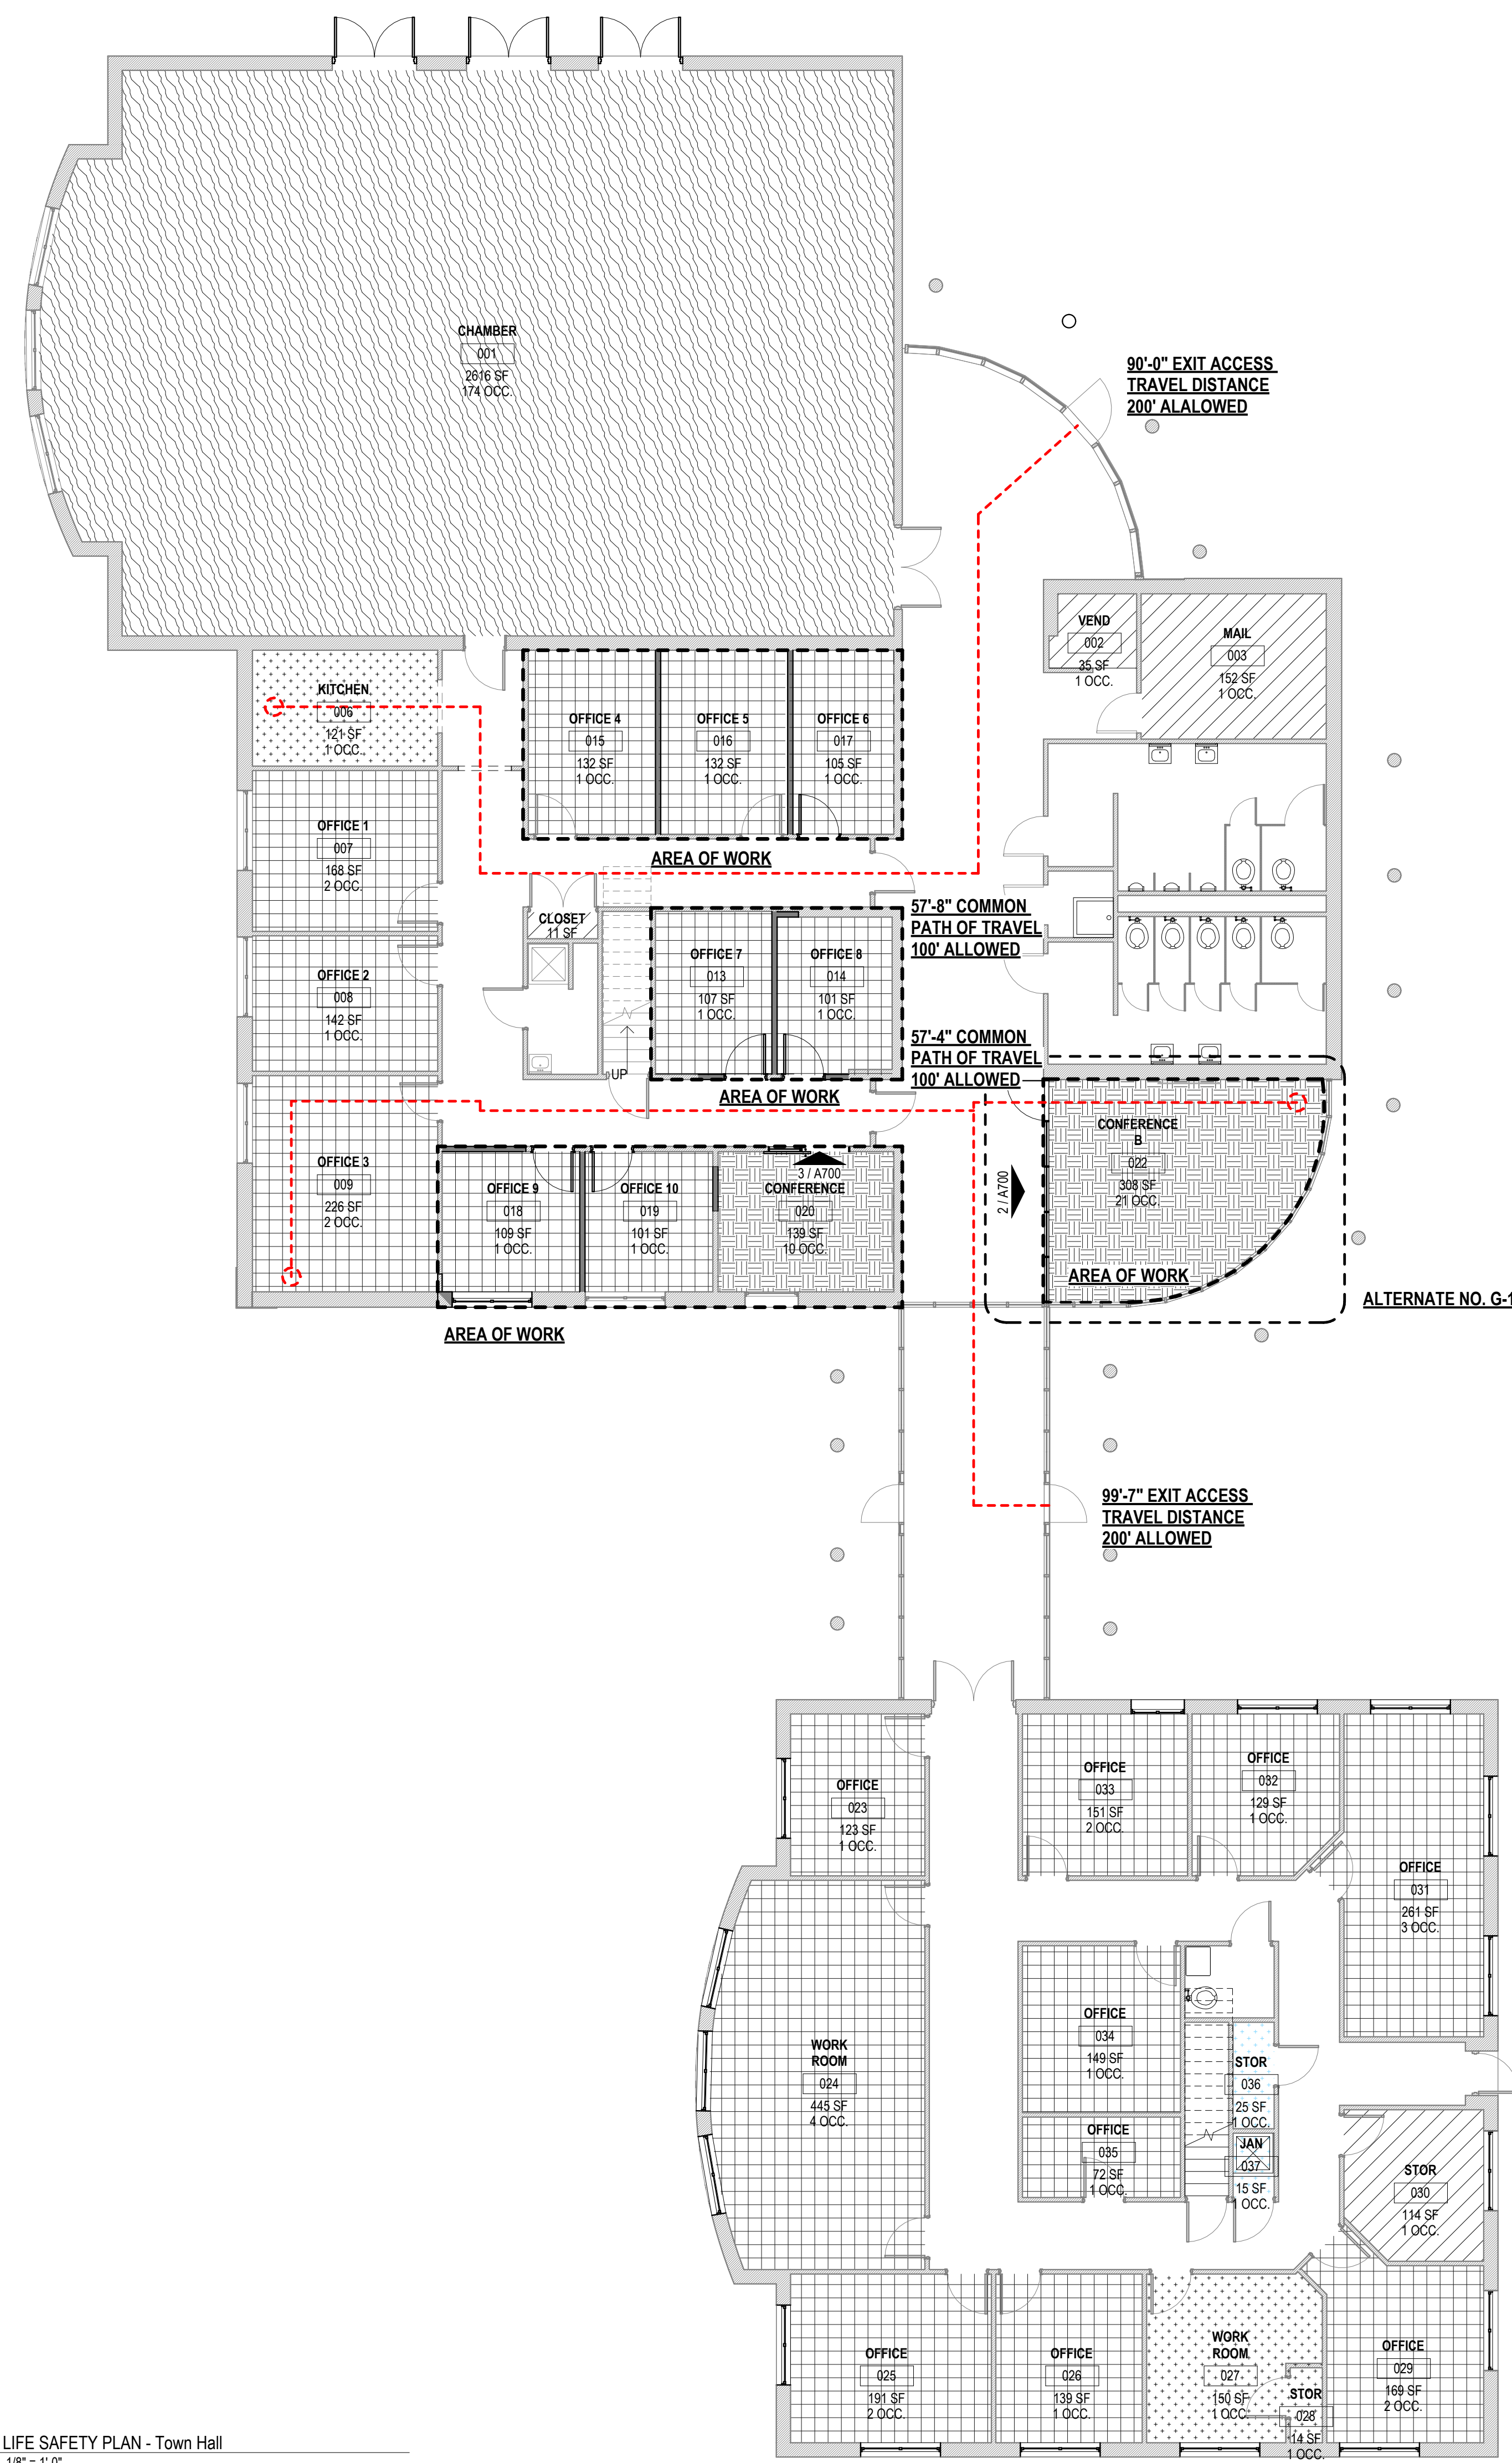 CHAMBER
001
2616 SF
174 OCC.
90'-0" EXIT ACCESS
TRAVEL DISTANCE
200' ALALOWED
VEND
002
35 SF
1 OCC.
MAIL
003
152 SF
1 OCC.
KITCHEN
006
121 SF
1 OCC.
OFFICE 4
015
132 SF
1 OCC.
OFFICE 5
016
132 SF
1 OCC.
OFFICE 6
017
105 SF
1 OCC.
AREA OF WORK
OFFICE 1
007
168 SF
2 OCC.
CLOSET
11 SF
57'-8" COMMON
PATH OF TRAVEL
100' ALLOWED
OFFICE 2
008
142 SF
1 OCC.
OFFICE 7
013
107 SF
1 OCC.
OFFICE 8
014
101 SF
1 OCC.
UP
57'-4" COMMON
PATH OF TRAVEL
100' ALLOWED
AREA OF WORK
OFFICE 3
009
226 SF
2 OCC.
OFFICE 9
018
109 SF
1 OCC.
OFFICE 10
019
101 SF
1 OCC.
3 / A700
CONFERENCE
020
139 SF
10 OCC.
2 / A700
CONFERENCE
B
022
308 SF
21 OCC.
AREA OF WORK
ALTERNATE NO. G-1
AREA OF WORK
99'-7" EXIT ACCESS
TRAVEL DISTANCE
200' ALLOWED
OFFICE
023
123 SF
1 OCC.
OFFICE
033
151 SF
2 OCC.
OFFICE
032
129 SF
1 OCC.
OFFICE
031
261 SF
3 OCC.
WORK
ROOM
024
445 SF
4 OCC.
OFFICE
034
149 SF
1 OCC.
STOR
036
25 SF
1 OCC.
OFFICE
035
72 SF
1 OCC.
JAN
037
15 SF
1 OCC.
STOR
030
114 SF
1 OCC.
OFFICE
025
191 SF
2 OCC.
OFFICE
026
139 SF
1 OCC.
WORK
ROOM
027
150 SF
1 OCC.
STOR
028
14 SF
1 OCC.
OFFICE
029
169 SF
2 OCC.
LIFE SAFETY PLAN - Town Hall
1/8" = 1'-0"